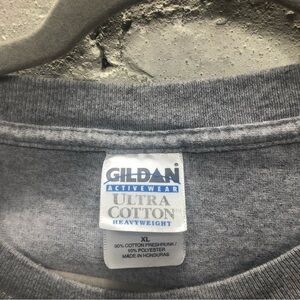 GILDAN
ACTIVEWEAR
ULTRA
COTTON
HEAVYWEIGHT
XL
90% COTTON PRESHRUNK /
10% POLYESTER
MADE IN HONDURAS